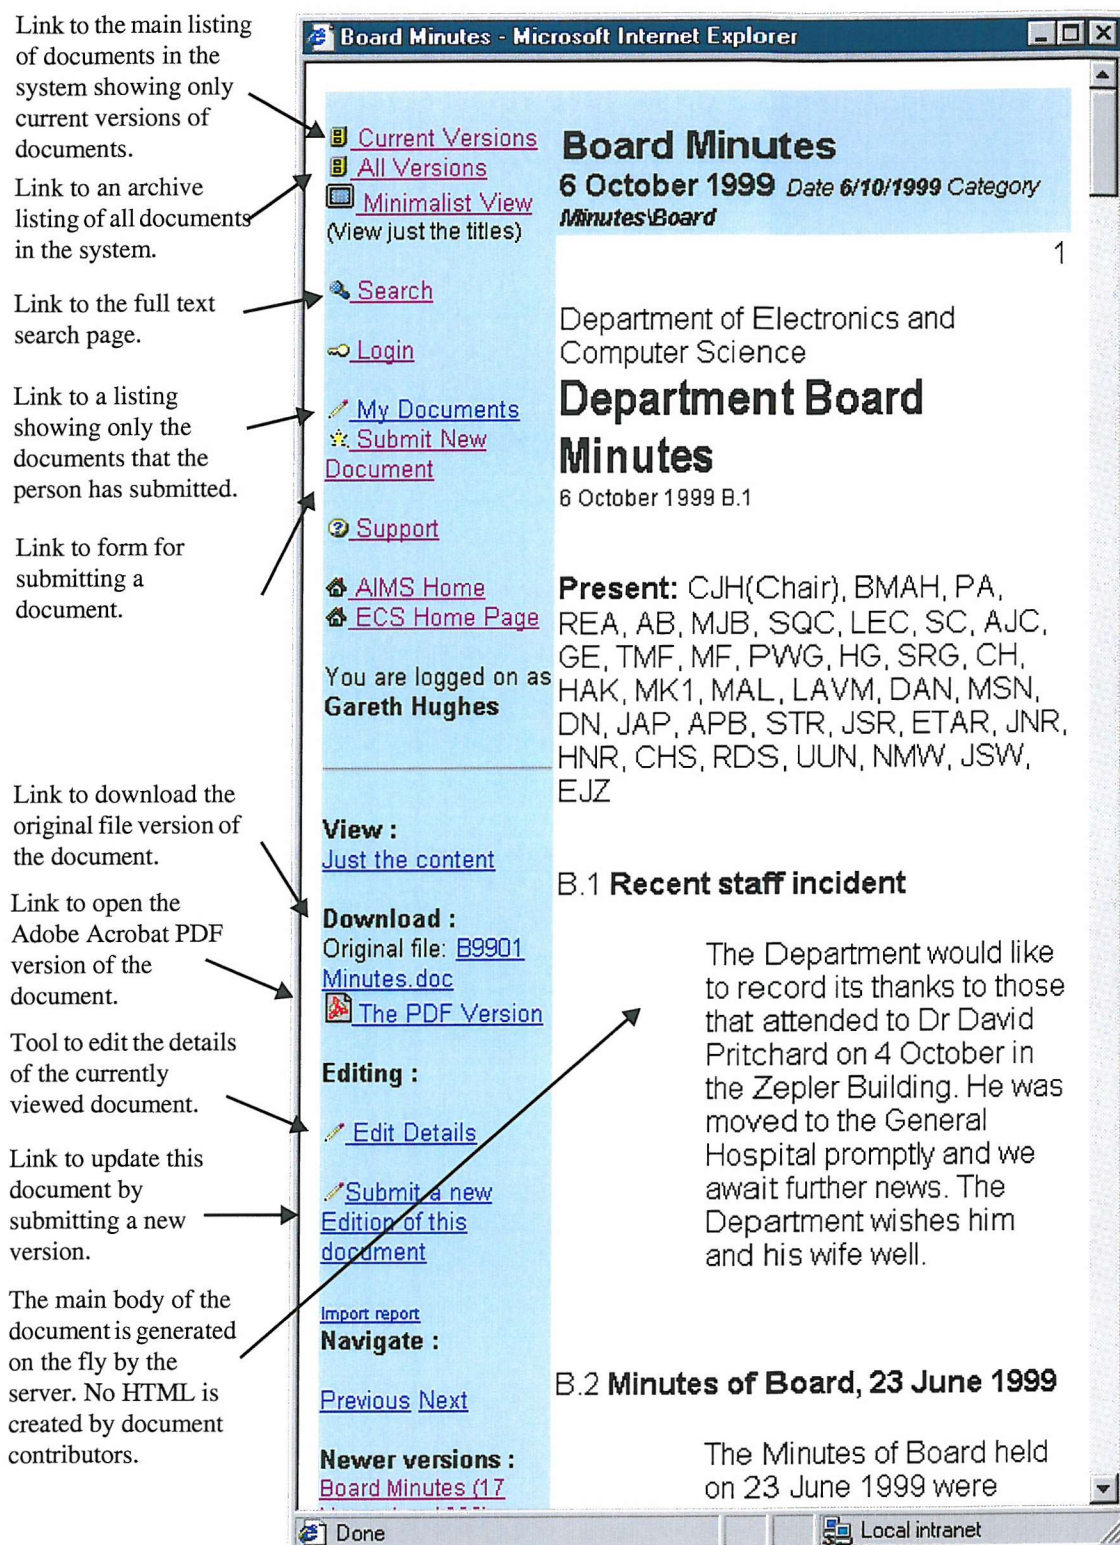 Link to the main listing
of documents in the
system showing only
current versions of
documents.
Link to an archive
listing of all documents
in the system.
Link to the full text
search page.
Link to a listing
showing only the
documents that the
person has submitted.
Link to form for
submitting a
document.
Link to download the
original file version of
the document.
Link to open the
Adobe Acrobat PDF
version of the
document.
Tool to edit the details
of the currently
viewed document.
Link to update this
document by
submitting a new
version.
The main body of the
document is generated
on the fly by the
server. No HTML is
created by document
contributors.
Board Minutes - Microsoft Internet Explorer
Current Versions
All Versions
Minimalist View
(View just the titles)
Search
Login
My Documents
Submit New
Document
Support
AIMS Home
ECS Home Page
You are logged on as
Gareth Hughes
View :
Just the content
Download :
Original file: B9901
Minutes.doc
The PDF Version
Editing :
Edit Details
Submit a new
Edition of this
document
Import report
Navigate :
Previous Next
Newer versions :
Board Minutes (17
Board Minutes
6 October 1999 Date 6/10/1999 Category
Minutes\Board
1
Department of Electronics and
Computer Science
Department Board
Minutes
6 October 1999 B.1
Present: CJH(Chair), BMAH, PA,
REA, AB, MJB, SQC, LEC, SC, AJC,
GE, TMF, MF, PWG, HG, SRG, CH,
HAK, MK1, MAL, LAVM, DAN, MSN,
DN, JAP, APB, STR, JSR, ETAR, JNR,
HNR, CHS, RDS, UUN, NMW, JSW,
EJZ
B.1 Recent staff incident
The Department would like
to record its thanks to those
that attended to Dr David
Pritchard on 4 October in
the Zepler Building. He was
moved to the General
Hospital promptly and we
await further news. The
Department wishes him
and his wife well.
B.2 Minutes of Board, 23 June 1999
The Minutes of Board held
on 23 June 1999 were
Done
Local intranet